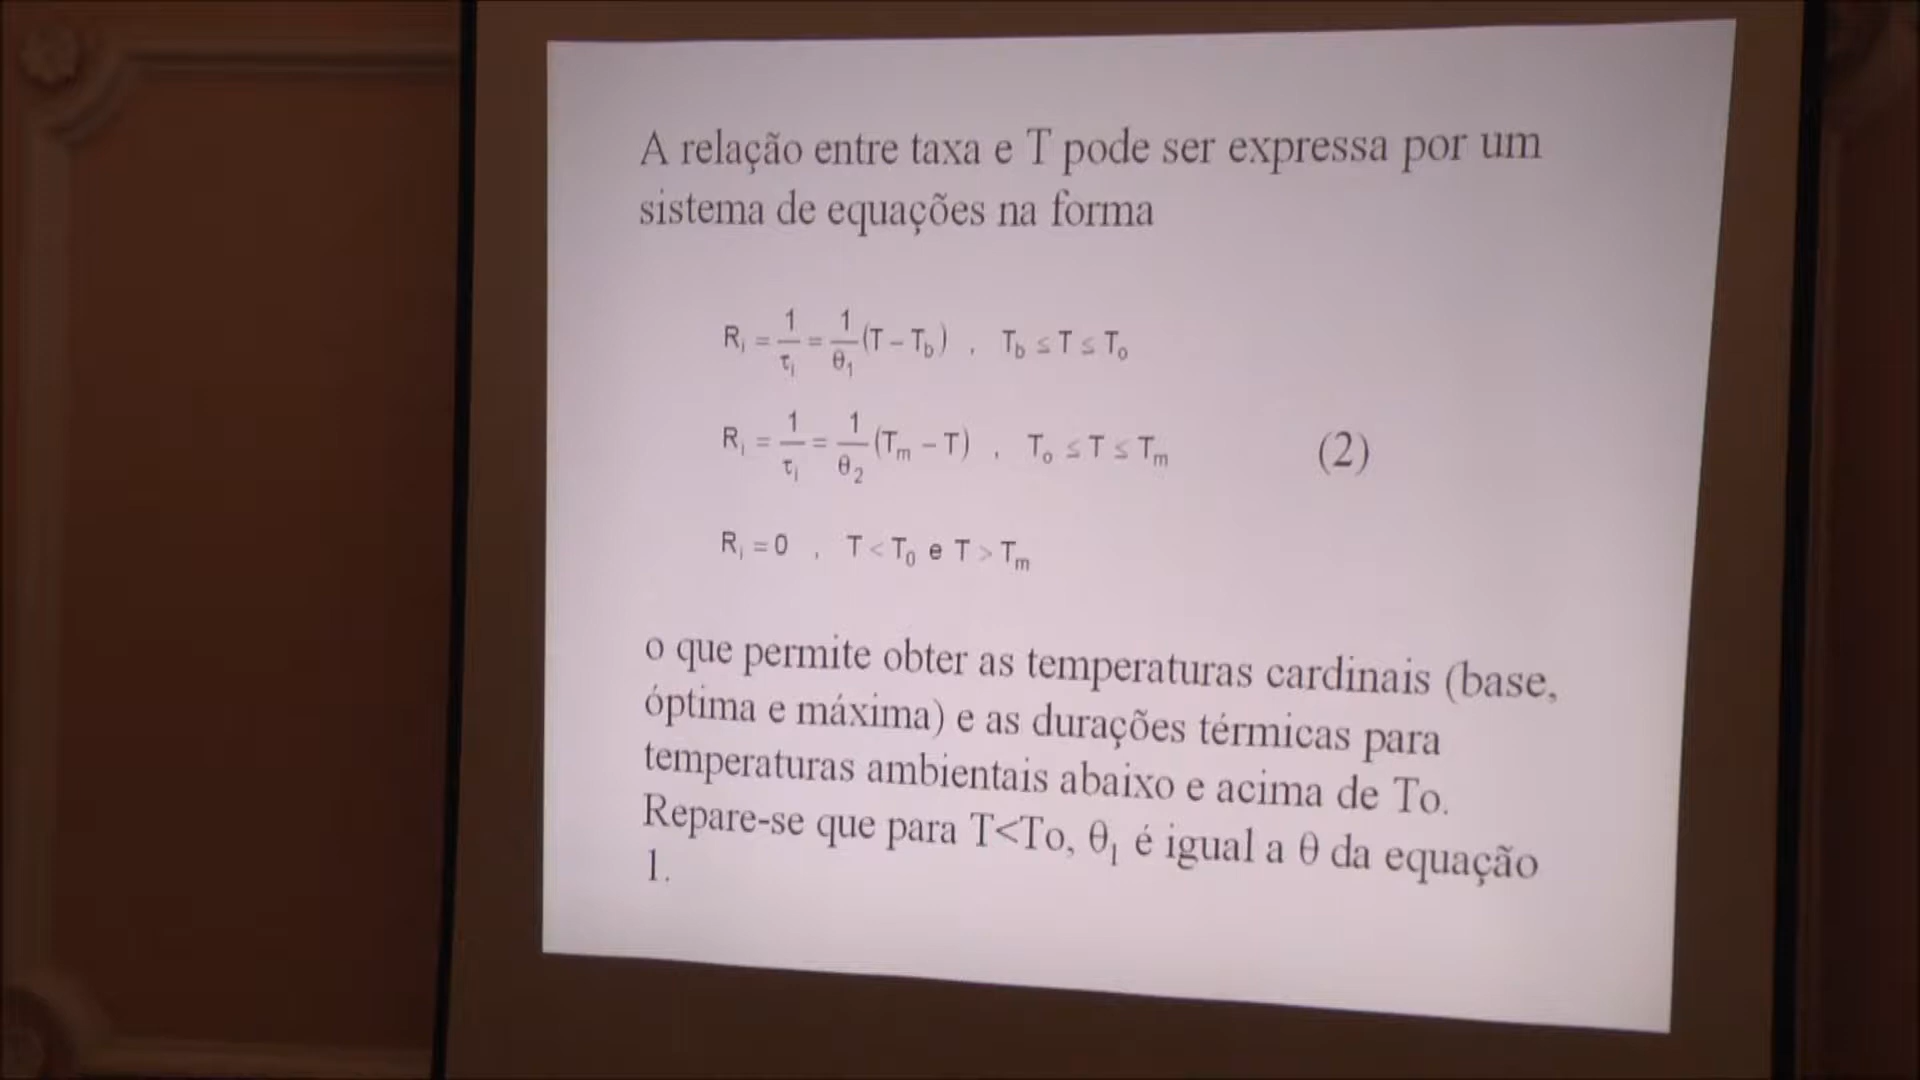 A relação entre taxa e T pode ser expressa por um
sistema de equações na forma
R_i = 1/τ_i = 1/θ_1 (T − T_b) , T_b ≤ T ≤ T_o
R_i = 1/τ_i = 1/θ_2 (T_m − T) , T_o ≤ T ≤ T_m
(2)
R_i = 0 , T < T_0 e T > T_m
o que permite obter as temperaturas cardinais (base,
óptima e máxima) e as durações térmicas para
temperaturas ambientais abaixo e acima de To.
Repare-se que para T<To, θ_1 é igual a θ da equação
1.